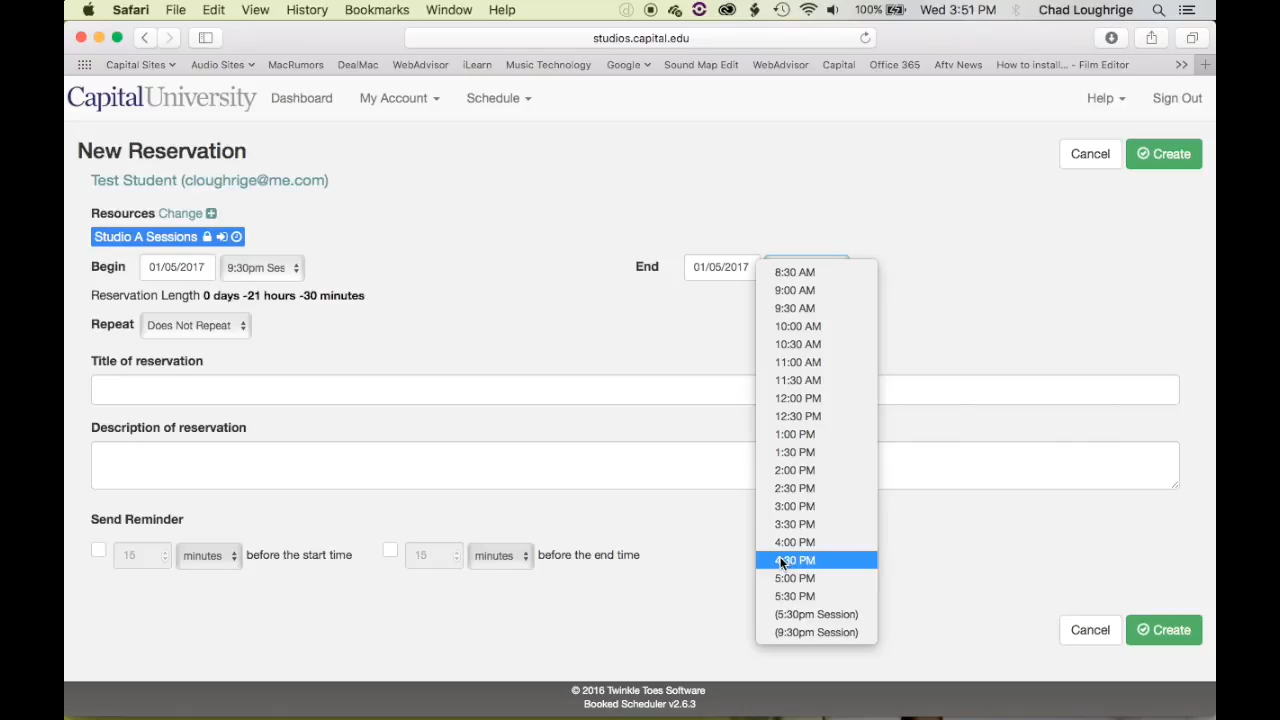 Safari File Edit View History Bookmarks Window Help 100% Wed 3:51 PM Chad Loughrige
studios.capital.edu
Capital Sites Audio Sites MacRumors DealMac WebAdvisor iLearn Music Technology Google Sound Map Edit WebAdvisor Capital Office 365 Aftv News How to install... - Film Editor >> +
Capital University Dashboard My Account Schedule Help Sign Out
New Reservation
Cancel Create
Test Student (cloughrige@me.com)
Resources Change
Studio A Sessions
Begin 01/05/2017 9:30pm Ses End 01/05/2017
Reservation Length 0 days -21 hours -30 minutes
Repeat Does Not Repeat
Title of reservation
Description of reservation
Send Reminder
15 minutes before the start time 15 minutes before the end time
8:30 AM
9:00 AM
9:30 AM
10:00 AM
10:30 AM
11:00 AM
11:30 AM
12:00 PM
12:30 PM
1:00 PM
1:30 PM
2:00 PM
2:30 PM
3:00 PM
3:30 PM
4:00 PM
4:30 PM
5:00 PM
5:30 PM
(5:30pm Session)
(9:30pm Session)
Cancel Create
© 2016 Twinkle Toes Software
Booked Scheduler v2.6.3